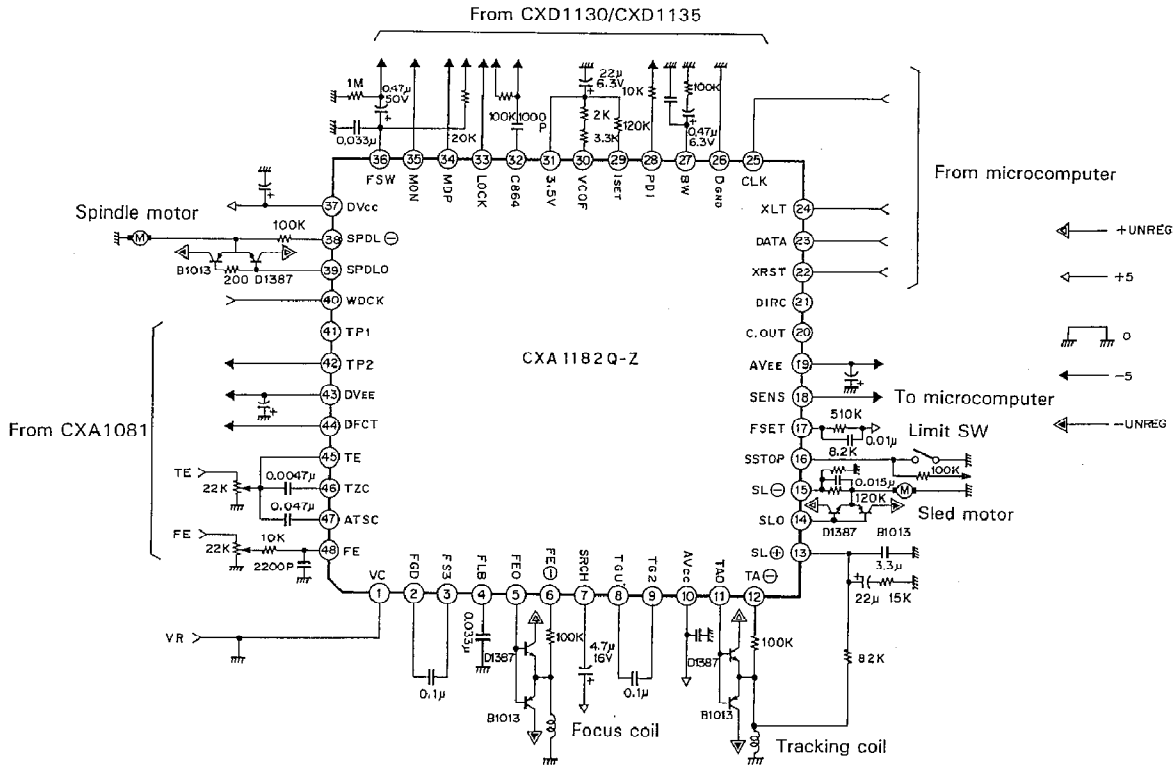 From CXD1130/CXD1135
1M
0.47μ
50V
0.033μ
20K
100K
1000
P
22μ
6.3V
2K
3.3K
120K
10K
100K
0.47μ
6.3V
36 35 34 33 32 31 30 29 28 27 26 25
FSW MON MDP LOCK C864 3.5V VCOF ISET PDI BW DGND CLK
From microcomputer
24 XLT
23 DATA
22 XRST
21 DIRC
20 C.OUT
19 AVEE
18 SENS
17 FSET
16 SSTOP
15 SL⊖
14 SLO
13 SL⊕
+UNREG
+5
0
-5
-UNREG
To microcomputer
510K
0.01μ
8.2K
Limit SW
100K
0.015μ
120K
M
D1387 B1013
Sled motor
3.3μ
22μ 15K
82K
Spindle motor
M
100K
B1013 200 D1387
37 DVcc
38 SPDL⊖
39 SPDLO
40 WDCK
41 TP1
42 TP2
43 DVEE
44 DFCT
45 TE
46 TZC
47 ATSC
48 FE
CXA1182Q-Z
From CXA1081
TE
22K
0.0047μ
0.047μ
FE
22K
10K
2200P
VR
VC FGD FS3 FLB FEO FE⊖ SRCH TGU TG2 AVcc TAO TA⊖
1 2 3 4 5 6 7 8 9 10 11 12
0.1μ
0.033μ
D1387
B1013
100K
4.7μ
16V
0.1μ
D1387
B1013
100K
Focus coil
Tracking coil